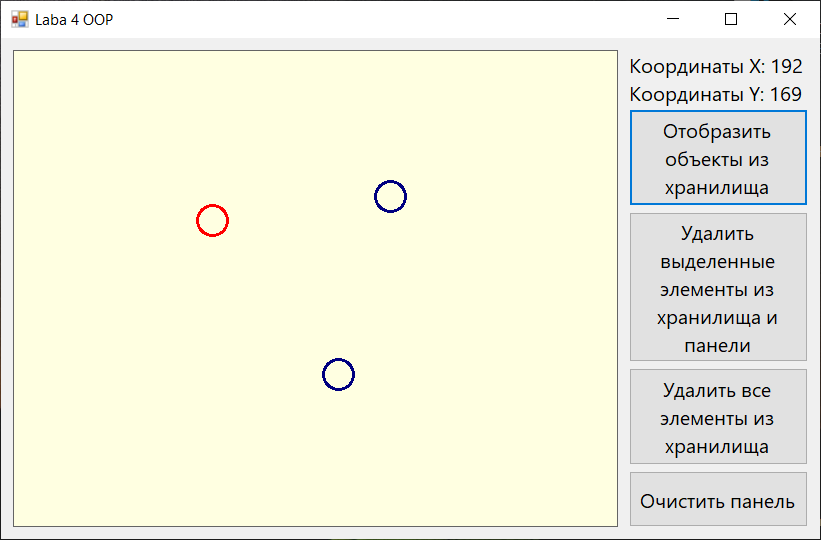 Laba 4 OOP
Координаты X: 192
Координаты Y: 169
Отобразить
объекты из
хранилища
Удалить
выделенные
элементы из
хранилища и
панели
Удалить все
элементы из
хранилища
Очистить панель